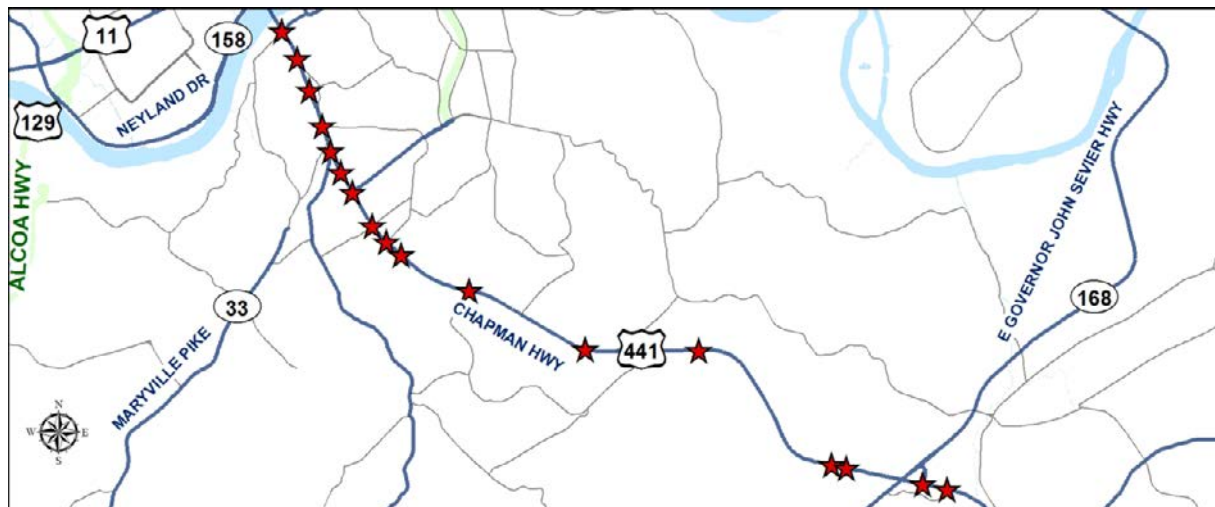 11
158
NEYLAND DR
129
ALCOA HWY
E GOVERNOR JOHN SEVIER HWY
168
33
CHAPMAN HWY
441
MARYVILLE PIKE
N
W E
S